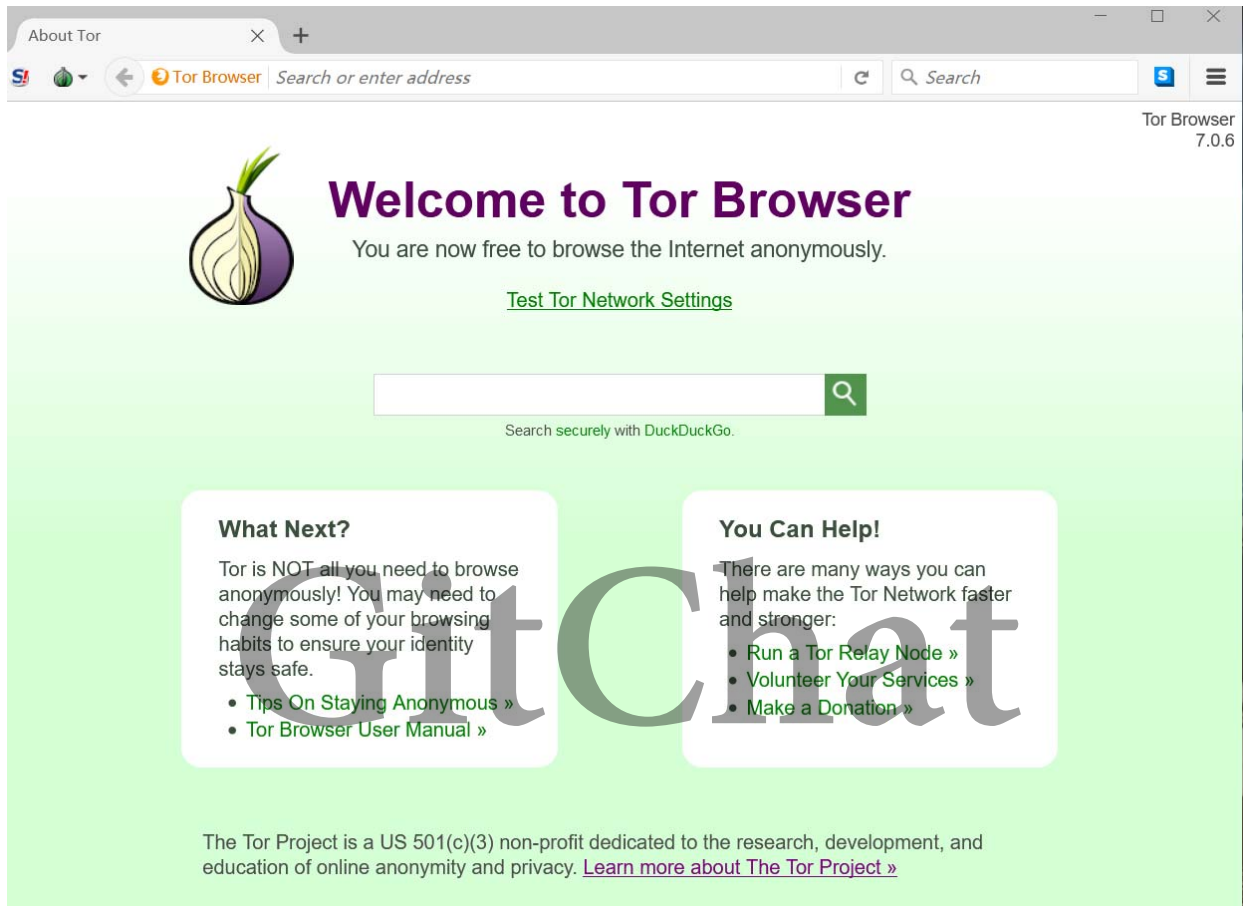 About Tor
S!
Tor Browser Search or enter address
Search
S
Tor Browser
7.0.6
Welcome to Tor Browser
You are now free to browse the Internet anonymously.
Test Tor Network Settings
Search securely with DuckDuckGo.
What Next?
Tor is NOT all you need to browse
anonymously! You may need to
change some of your browsing
habits to ensure your identity
stays safe.
• Tips On Staying Anonymous »
• Tor Browser User Manual »
You Can Help!
There are many ways you can
help make the Tor Network faster
and stronger:
• Run a Tor Relay Node »
• Volunteer Your Services »
• Make a Donation »
GitChat
The Tor Project is a US 501(c)(3) non-profit dedicated to the research, development, and
education of online anonymity and privacy. Learn more about The Tor Project »